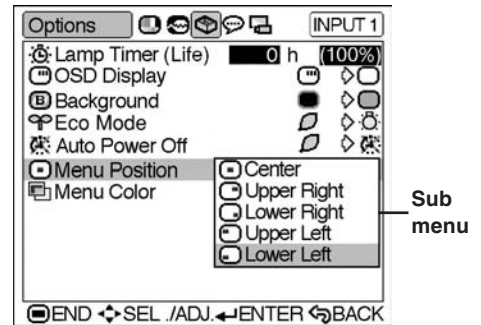 Options INPUT 1
Lamp Timer (Life) 0 h (100%)
OSD Display
B Background
Eco Mode
Auto Power Off
Menu Position Center
Menu Color Upper Right
Lower Right
Upper Left
Lower Left
Sub
menu
END SEL ./ADJ. ENTER BACK